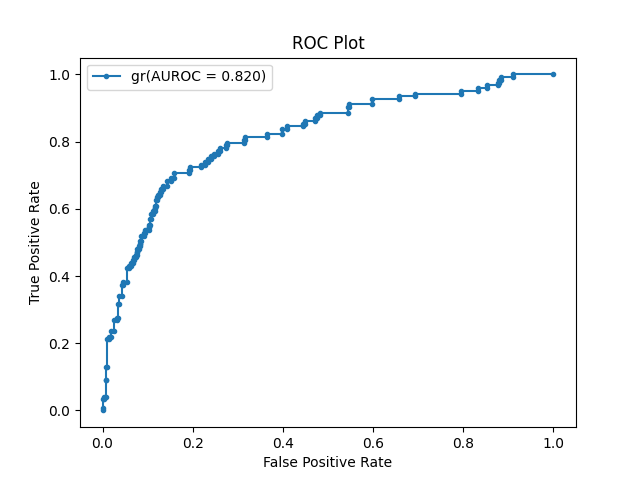 ROC Plot
gr(AUROC = 0.820)
True Positive Rate
1.0
0.8
0.6
0.4
0.2
0.0
0.0 0.2 0.4 0.6 0.8 1.0
False Positive Rate